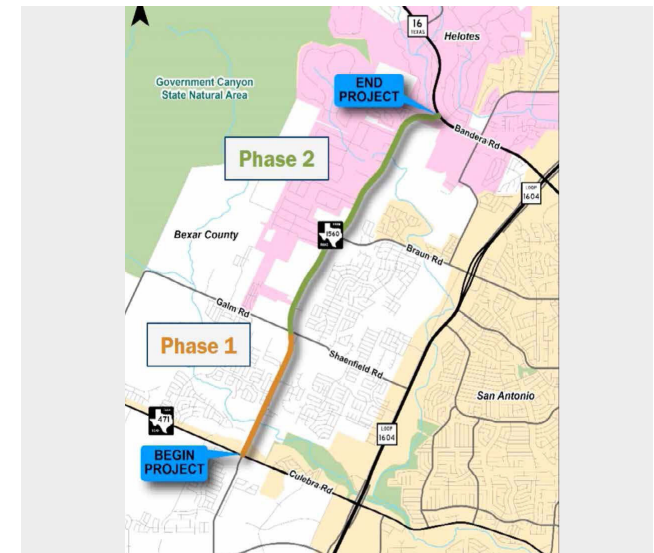 16
TEXAS
Helotes
Government Canyon
State Natural Area
END
PROJECT
Bandera Rd
Phase 2
LOOP
1604
1560
Bexar County
Braun Rd
Galm Rd
Phase 1
Shaenfield Rd
San Antonio
471
LOOP
1604
BEGIN
PROJECT
Culebra Rd